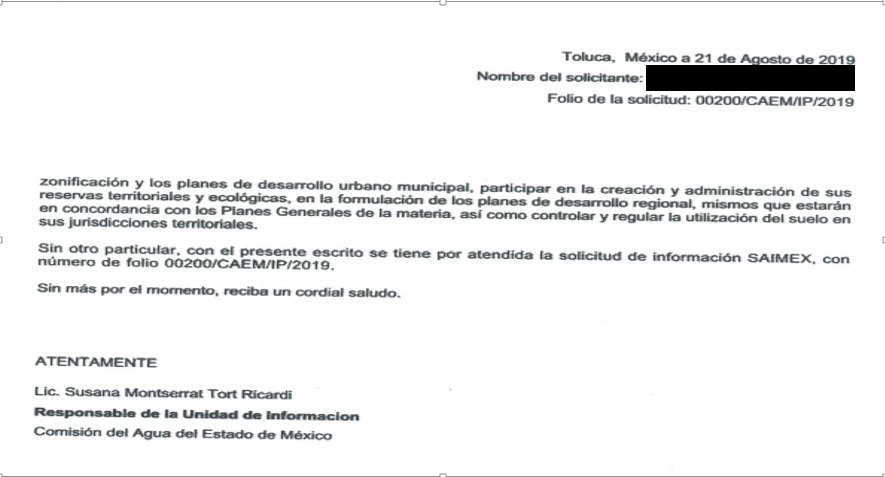 Toluca, México a 21 de Agosto de 2019
Nombre del solicitante:
Folio de la solicitud: 00200/CAEM/IP/2019
zonificación y los planes de desarrollo urbano municipal, participar en la creación y administración de sus
reservas territoriales y ecológicas, en la formulación de los planes de desarrollo regional, mismos que estarán
en concordancia con los Planes Generales de la materia, así como controlar y regular la utilización del suelo en
sus jurisdicciones territoriales.
Sin otro particular, con el presente escrito se tiene por atendida la solicitud de información SAIMEX, con
número de folio 00200/CAEM/IP/2019.
Sin más por el momento, reciba un cordial saludo.
ATENTAMENTE
Lic. Susana Montserrat Tort Ricardi
Responsable de la Unidad de Informacion
Comisión del Agua del Estado de México